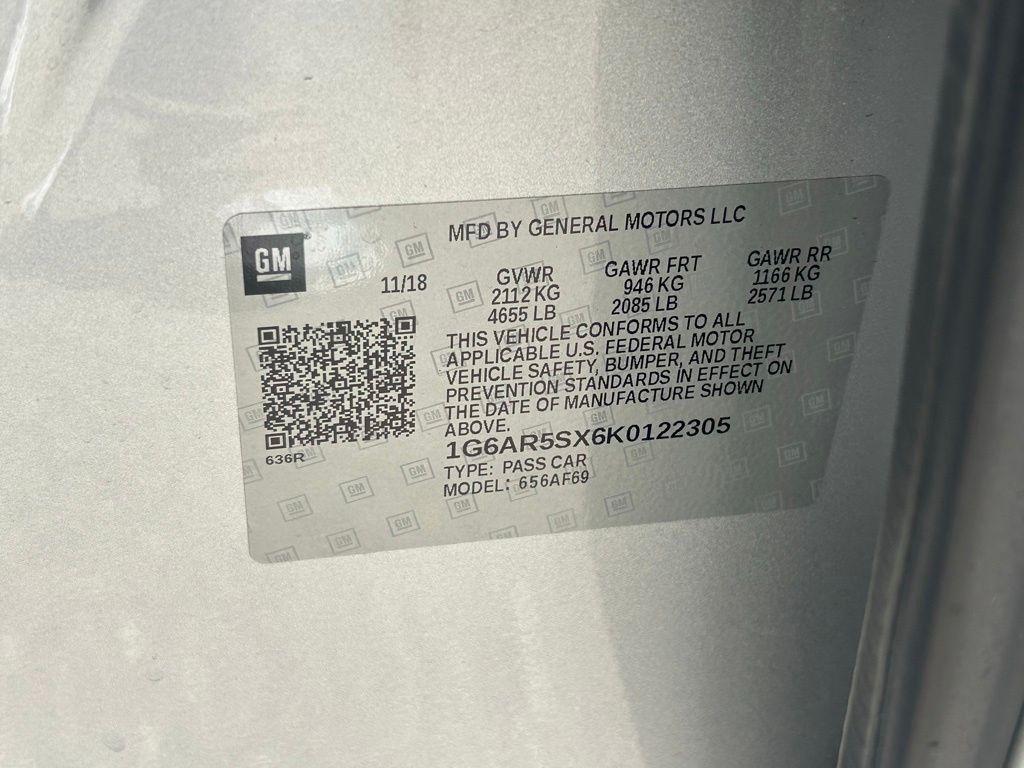 MFD BY GENERAL MOTORS LLC
GM
11/18
GVWR
2112 KG
4655 LB
GAWR FRT
946 KG
2085 LB
GAWR RR
1166 KG
2571 LB
THIS VEHICLE CONFORMS TO ALL
APPLICABLE U.S. FEDERAL MOTOR
VEHICLE SAFETY, BUMPER, AND THEFT
PREVENTION STANDARDS IN EFFECT ON
THE DATE OF MANUFACTURE SHOWN
ABOVE.
1G6AR5SX6K0122305
TYPE: PASS CAR
MODEL: 656AF69
636R